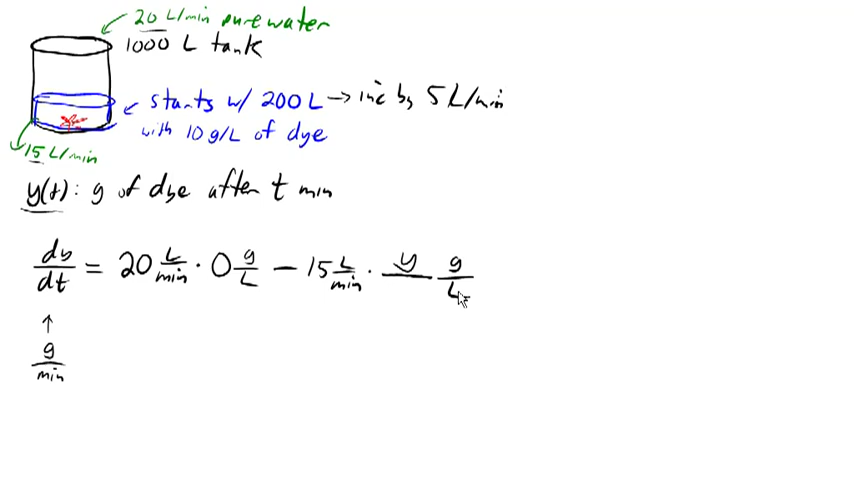 20 L/min pure water
1000 L tank
starts w/ 200 L → inc by 5 L/min
with 10 g/L of dye
15 L/min
y(t): g of dye after t min
dy/dt = 20 L/min · 0 g/L − 15 L/min · y/ g/L
↑
g/min